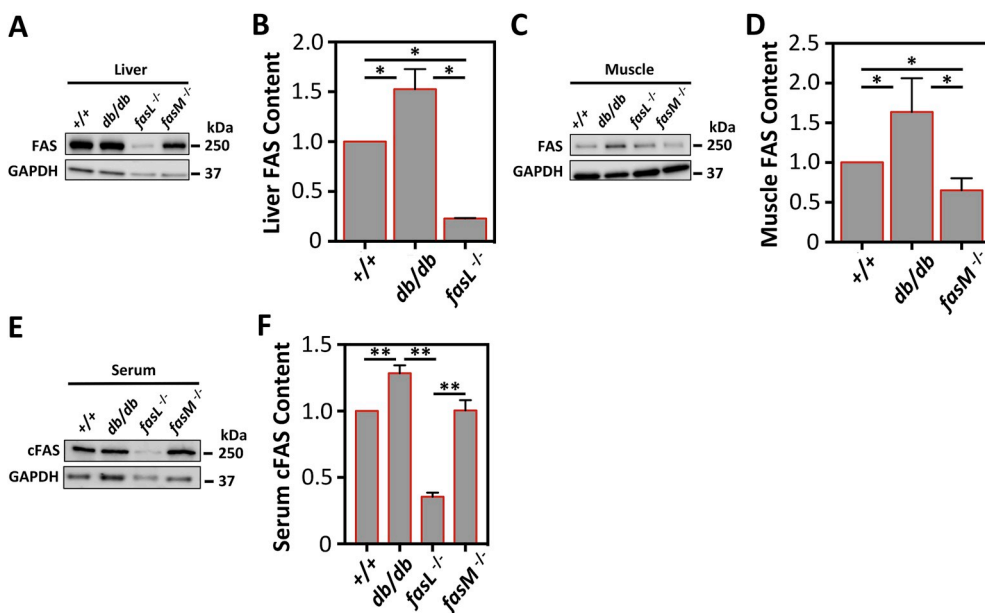 A
Liver
+/+ db/db fasL -/- fasM -/-
kDa
FAS 250
GAPDH 37
B
Liver FAS Content
2.0
1.5
1.0
0.5
0
* * *
+/+ db/db fasL -/-
C
Muscle
+/+ db/db fasL -/- fasM -/-
kDa
FAS 250
GAPDH 37
D
Muscle FAS Content
2.5
2.0
1.5
1.0
0.5
0
* * *
+/+ db/db fasM -/-
E
Serum
+/+ db/db fasL -/- fasM -/-
kDa
cFAS 250
GAPDH 37
F
Serum cFAS Content
1.5
1.0
0.5
0
** ** **
+/+ db/db fasL -/- fasM -/-